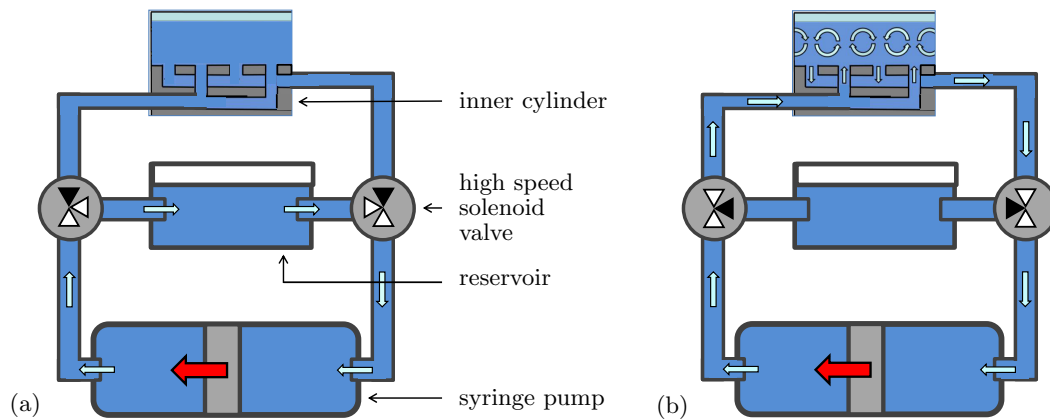 inner cylinder
high speed
solenoid
valve
reservoir
syringe pump
(a)
(b)